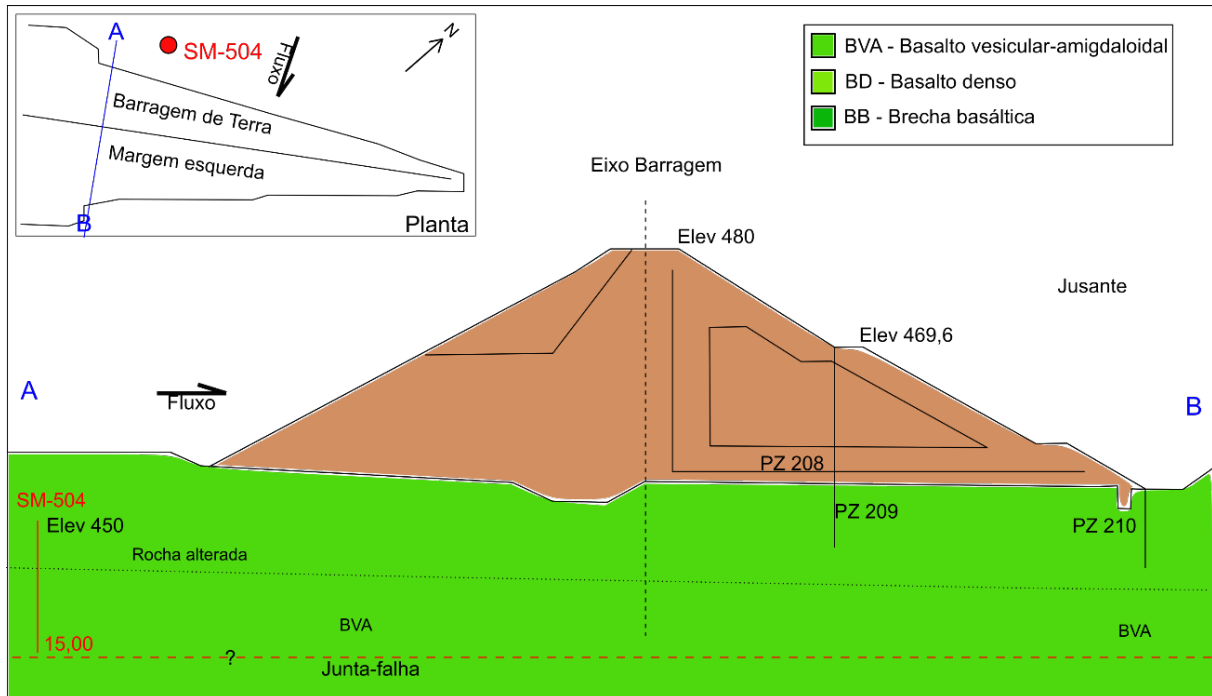 A
SM-504
Fluxo
N
Barragem de Terra
Margem esquerda
B
Planta
BVA - Basalto vesicular-amigdaloidal
BD - Basalto denso
BB - Brecha basáltica
Eixo Barragem
Elev 480
Jusante
Elev 469,6
A
Fluxo
B
PZ 208
SM-504
Elev 450
PZ 209
PZ 210
Rocha alterada
BVA
BVA
15,00
?
Junta-falha